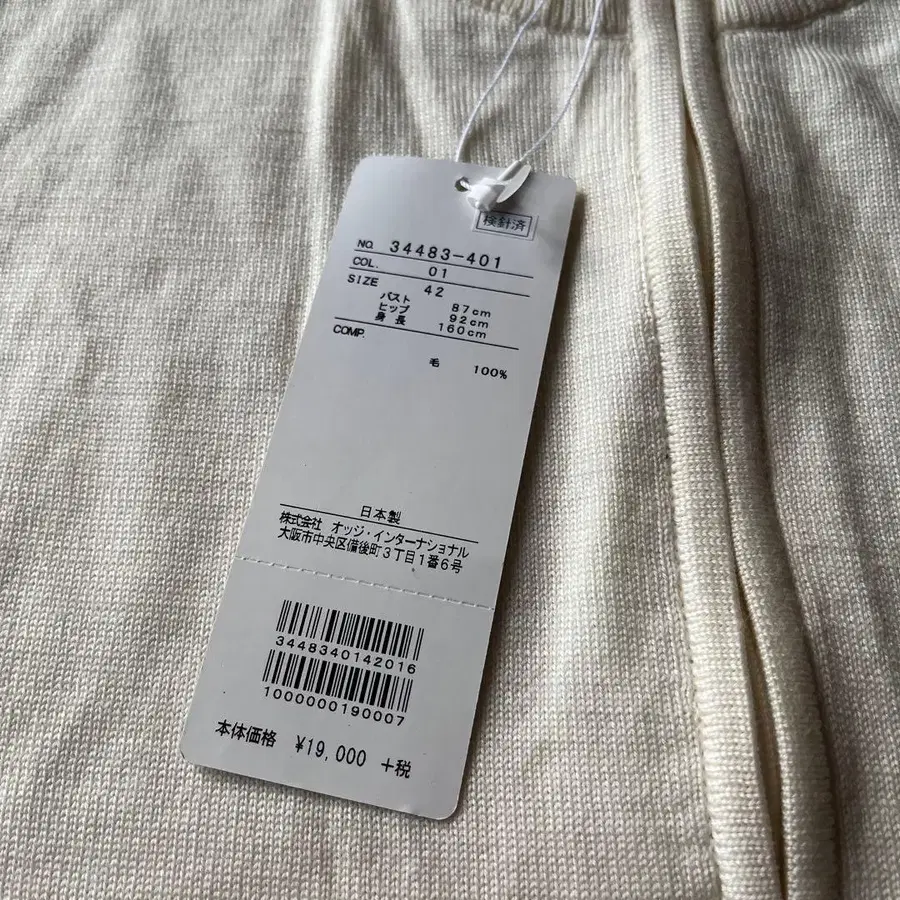 検針済
NO. 34483-401
COL. 01
SIZE 42
バスト 87cm
ヒップ 92cm
身長 160cm
COMP.
毛 100%
日本製
株式会社 オッジ・インターナショナル
大阪市中央区備後町3丁目1番6号
3448340142016
1000000190007
本体価格 ¥19,000 +税